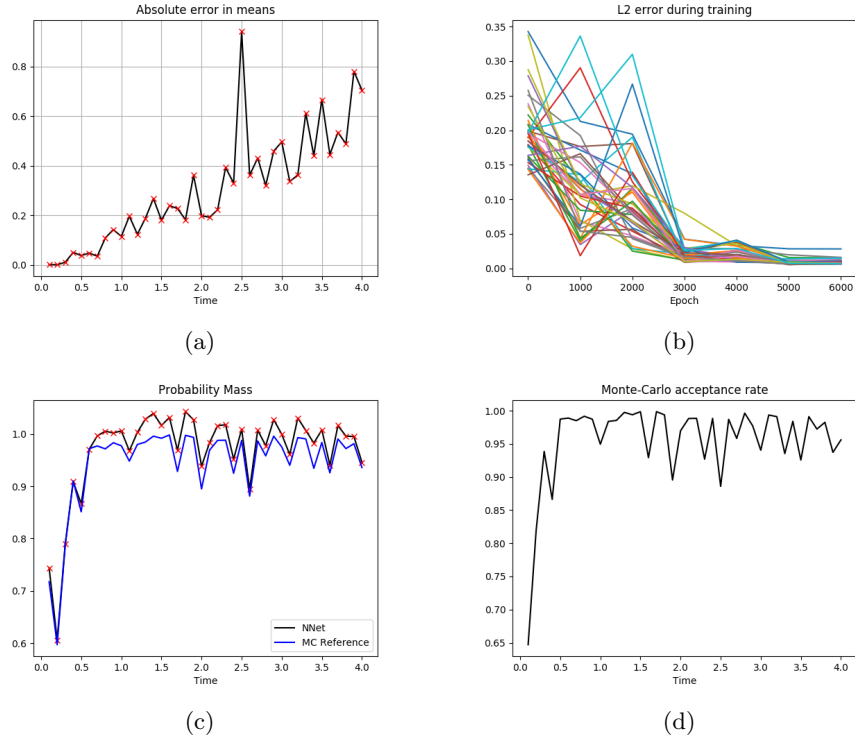 Absolute error in means
0.8
0.6
0.4
0.2
0.0
0.0 0.5 1.0 1.5 2.0 2.5 3.0 3.5 4.0
Time
(a)
L2 error during training
0.35
0.30
0.25
0.20
0.15
0.10
0.05
0.00
0 1000 2000 3000 4000 5000 6000
Epoch
(b)
Probability Mass
1.0
0.9
0.8
0.7
0.6
NNet
MC Reference
0.0 0.5 1.0 1.5 2.0 2.5 3.0 3.5 4.0
Time
(c)
Monte-Carlo acceptance rate
1.00
0.95
0.90
0.85
0.80
0.75
0.70
0.65
0.0 0.5 1.0 1.5 2.0 2.5 3.0 3.5 4.0
Time
(d)